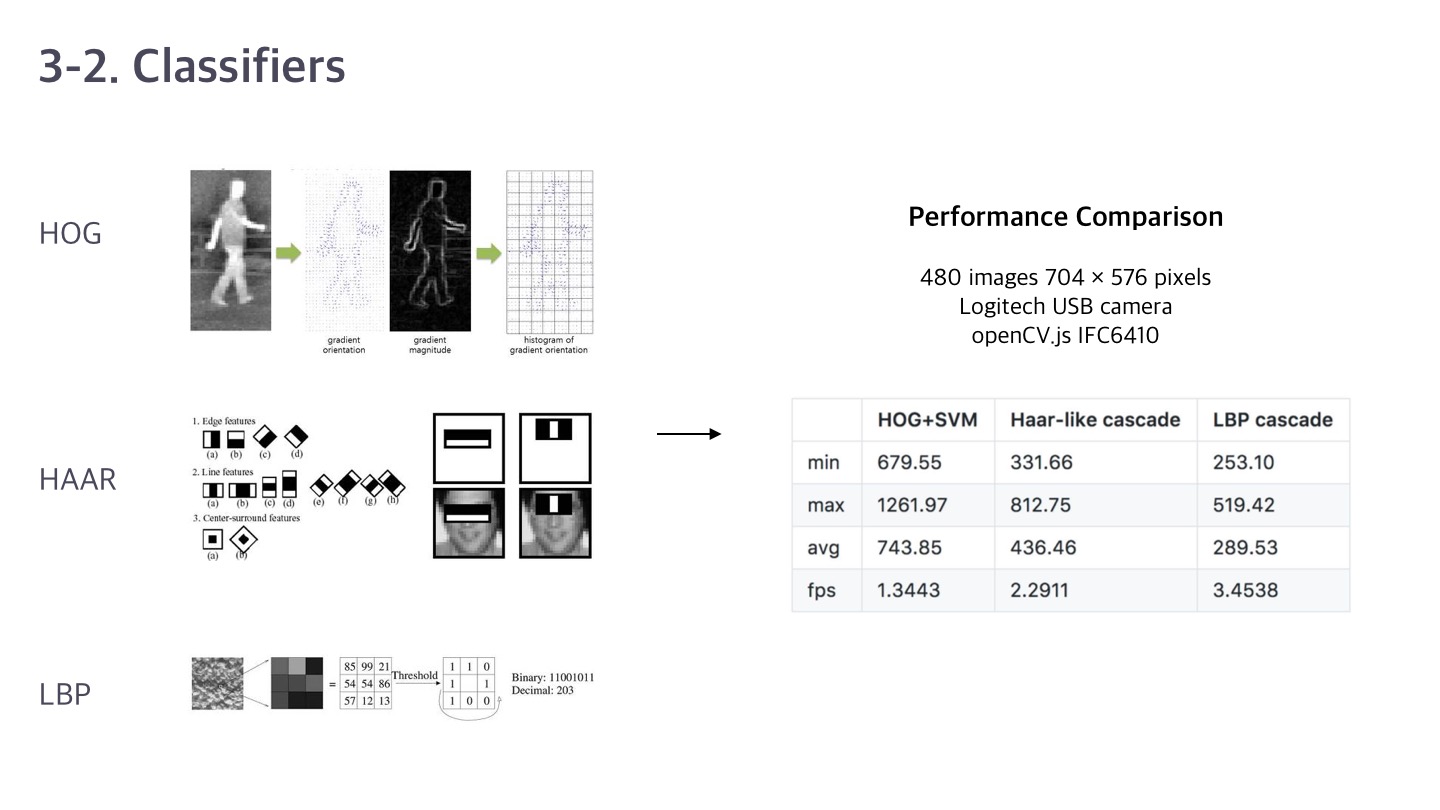 3-2. Classifiers
HOG
gradient
orientation
gradient
magnitude
histogram of
gradient orientation
HAAR
1. Edge features
(a) (b) (c) (d)
2. Line features
(a) (b) (c) (d) (e) (f) (g) (h)
3. Center-surround features
(a) (b)
LBP
85 99 21
54 54 86
57 12 13
=
Threshold
1 1 0
1 1
1 0 0
Binary: 11001011
Decimal: 203
Performance Comparison
480 images 704 × 576 pixels
Logitech USB camera
openCV.js IFC6410
HOG+SVM Haar-like cascade LBP cascade
min 679.55 331.66 253.10
max 1261.97 812.75 519.42
avg 743.85 436.46 289.53
fps 1.3443 2.2911 3.4538